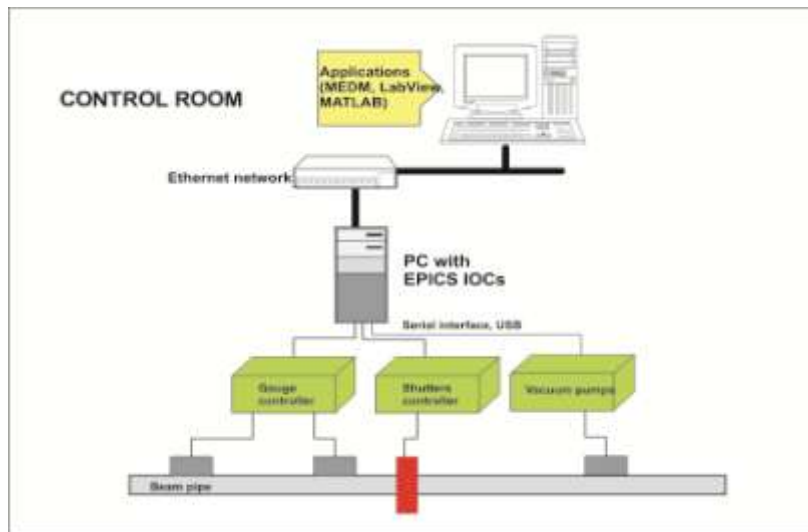 Applications
(MEDM, LabView,
MATLAB)
CONTROL ROOM
Ethernet network
PC with
EPICS IOCs
Serial interface, USB
Gauge
controller
Shutters
controller
Vacuum pumps
Beam pipe